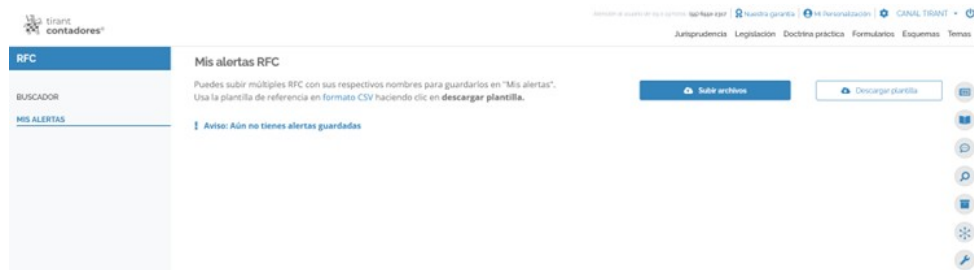 tirant
contadores®
Nuestra garantía
Mi Personalización
CANAL TIRANT
Jurisprudencia Legislación Doctrina práctica Formularios Esquemas Temas
RFC
BUSCADOR
MIS ALERTAS
Mis alertas RFC
Puedes subir múltiples RFC con sus respectivos nombres para guardarlos en "Mis alertas".
Usa la plantilla de referencia en formato CSV haciendo clic en descargar plantilla.
Subir archivos
Descargar plantilla
! Aviso: Aún no tienes alertas guardadas